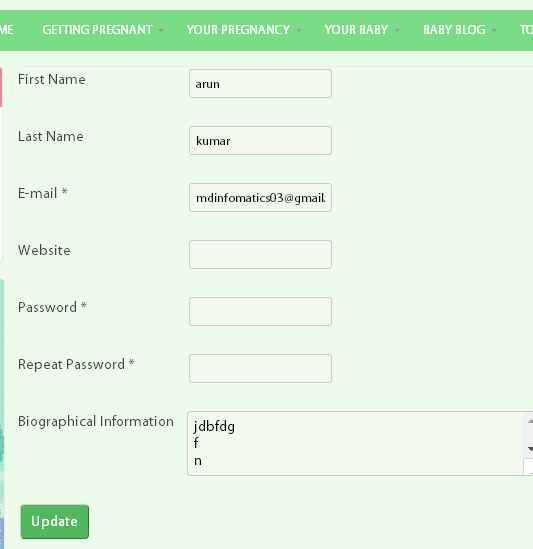 ME GETTING PREGNANT YOUR PREGNANCY YOUR BABY BABY BLOG TO
First Name arun
Last Name kumar
E-mail * mdinfomatics03@gmail.
Website
Password *
Repeat Password *
Biographical Information jdbfdg
f
n
Update